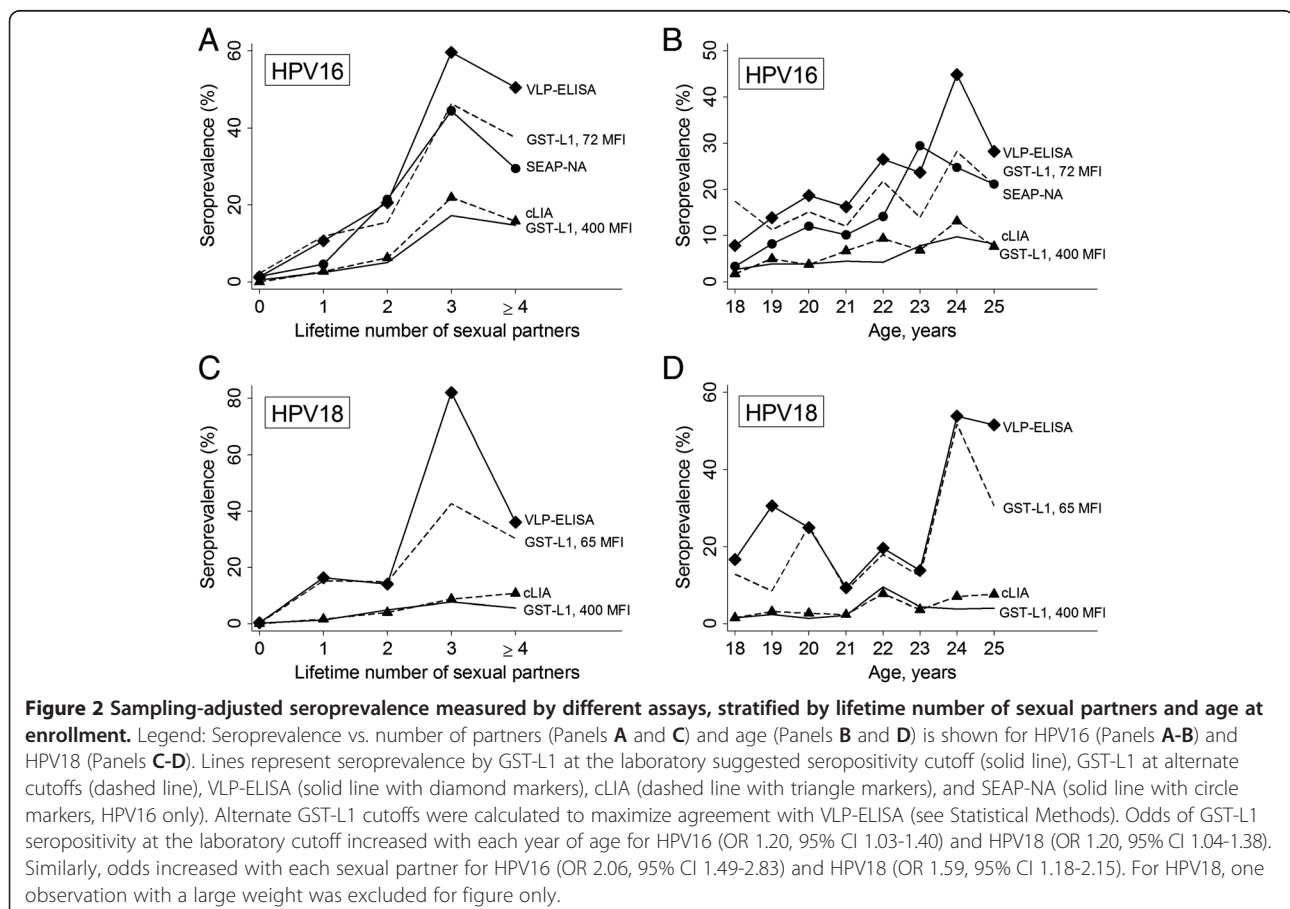 A
HPV16
Seroprevalence (%)
60
40
20
0
VLP-ELISA
GST-L1, 72 MFI
SEAP-NA
cLIA
GST-L1, 400 MFI
0 1 2 3 ≥ 4
Lifetime number of sexual partners
B
HPV16
Seroprevalence (%)
50
40
30
20
10
0
VLP-ELISA
GST-L1, 72 MFI
SEAP-NA
cLIA
GST-L1, 400 MFI
18 19 20 21 22 23 24 25
Age, years
C
HPV18
Seroprevalence (%)
80
60
40
20
0
VLP-ELISA
GST-L1, 65 MFI
cLIA
GST-L1, 400 MFI
0 1 2 3 ≥ 4
Lifetime number of sexual partners
D
HPV18
Seroprevalence (%)
60
40
20
0
VLP-ELISA
GST-L1, 65 MFI
cLIA
GST-L1, 400 MFI
18 19 20 21 22 23 24 25
Age, years
Figure 2 Sampling-adjusted seroprevalence measured by different assays, stratified by lifetime number of sexual partners and age at
enrollment. Legend: Seroprevalence vs. number of partners (Panels A and C) and age (Panels B and D) is shown for HPV16 (Panels A-B) and
HPV18 (Panels C-D). Lines represent seroprevalence by GST-L1 at the laboratory suggested seropositivity cutoff (solid line), GST-L1 at alternate
cutoffs (dashed line), VLP-ELISA (solid line with diamond markers), cLIA (dashed line with triangle markers), and SEAP-NA (solid line with circle
markers, HPV16 only). Alternate GST-L1 cutoffs were calculated to maximize agreement with VLP-ELISA (see Statistical Methods). Odds of GST-L1
seropositivity at the laboratory cutoff increased with each year of age for HPV16 (OR 1.20, 95% CI 1.03-1.40) and HPV18 (OR 1.20, 95% CI 1.04-1.38).
Similarly, odds increased with each sexual partner for HPV16 (OR 2.06, 95% CI 1.49-2.83) and HPV18 (OR 1.59, 95% CI 1.18-2.15). For HPV18, one
observation with a large weight was excluded for figure only.